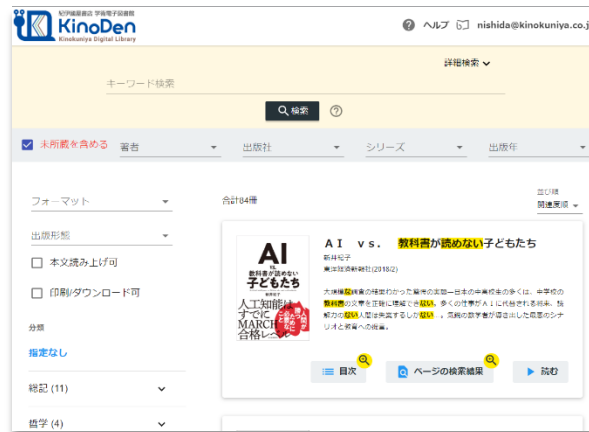 紀伊國屋書店 学術電子図書館
KinoDen
Kinokuniya Digital Library
ヘルプ nishida@kinokuniya.co.j
詳細検索
キーワード検索
検索
未所蔵を含める 著者 出版社 シリーズ 出版年
フォーマット
出版形態
本文読み上げ可
印刷/ダウンロード可
分類
指定なし
総記 (11)
哲学 (4)
合計84冊
並び順
関連度順
AI
vs.
教科書が読めない
子どもたち
新井紀子
人工知能は
すでに
MARCH
合格レベル
AI vs. 教科書が読めない子どもたち
新井紀子
東洋経済新報社(2018/2)
大規模な調査の結果わかった驚愕の実態―日本の中高校生の多くは、中学校の
教科書の文章を正確に理解できない。多くの仕事がAIに代替される将来、読
解力のない人間は失業するしかない…。気鋭の数学者が導き出した最悪のシナ
リオと教育への提言。
目次 ページの検索結果 読む